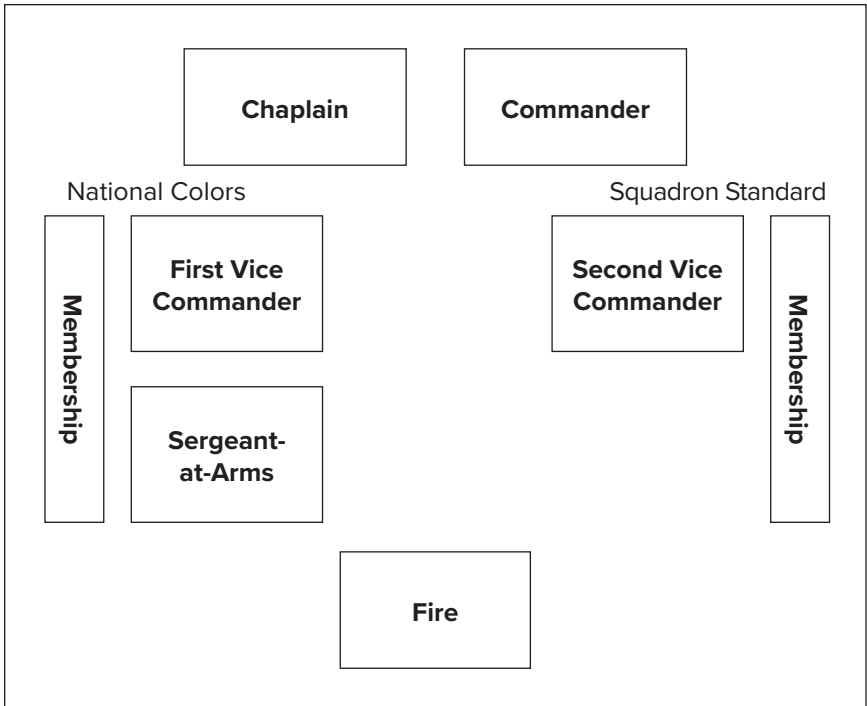 Chaplain
Commander
National Colors
Squadron Standard
Membership
First Vice
Commander
Second Vice
Commander
Membership
Sergeant-
at-Arms
Fire